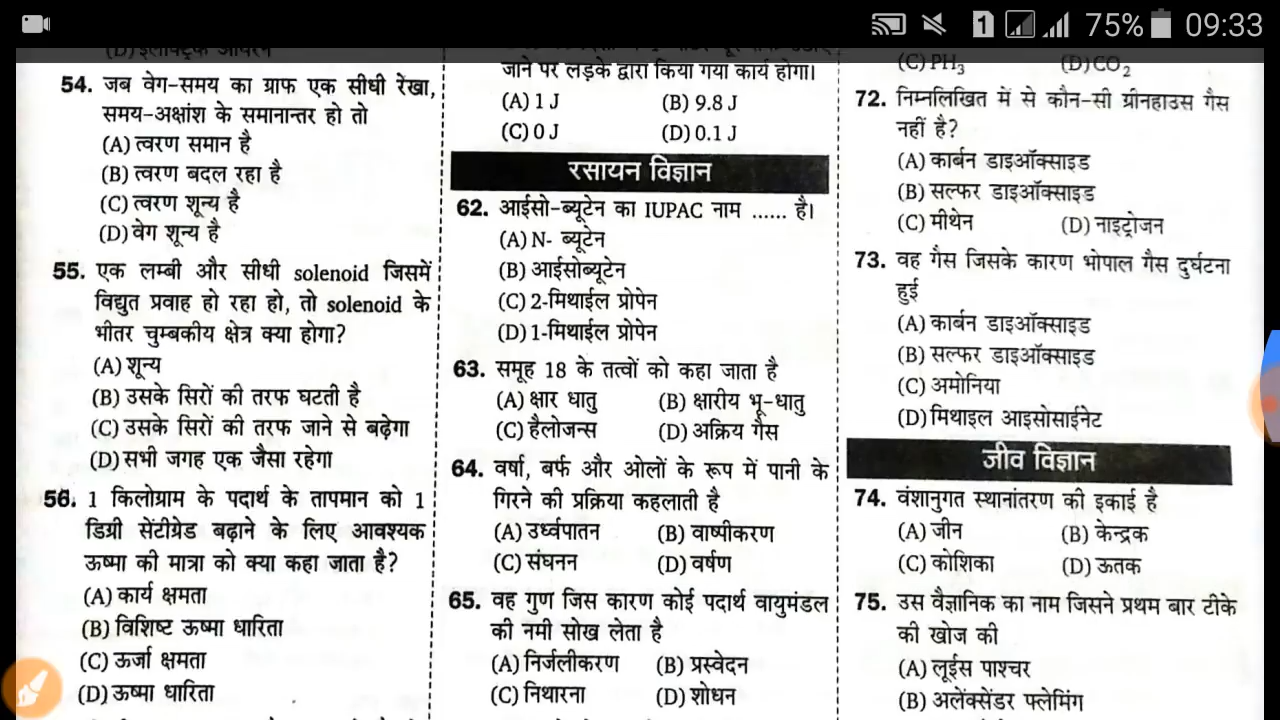 75% 09:33
1
54. जब वेग-समय का ग्राफ एक सीधी रेखा,
समय-अक्षांश के समानान्तर हो तो
(A) त्वरण समान है
(B) त्वरण बदल रहा है
(C) त्वरण शून्य है
(D) वेग शून्य है
55. एक लम्बी और सीधी solenoid जिसमें
विद्युत प्रवाह हो रहा हो, तो solenoid के
भीतर चुम्बकीय क्षेत्र क्या होगा?
(A) शून्य
(B) उसके सिरों की तरफ घटती है
(C) उसके सिरों की तरफ जाने से बढ़ेगा
(D) सभी जगह एक जैसा रहेगा
56. 1 किलोग्राम के पदार्थ के तापमान को 1
डिग्री सेंटीग्रेड बढ़ाने के लिए आवश्यक
ऊष्मा की मात्रा को क्या कहा जाता है?
(A) कार्य क्षमता
(B) विशिष्ट ऊष्मा धारिता
(C) ऊर्जा क्षमता
(D) ऊष्मा धारिता
जाने पर लड़के द्वारा किया गया कार्य होगा।
(A) 1 J (B) 9.8 J
(C) 0 J (D) 0.1 J
रसायन विज्ञान
62. आईसो-ब्यूटेन का IUPAC नाम ...... है।
(A) N- ब्यूटेन
(B) आईसोब्यूटेन
(C) 2-मिथाईल प्रोपेन
(D) 1-मिथाईल प्रोपेन
63. समूह 18 के तत्वों को कहा जाता है
(A) क्षार धातु (B) क्षारीय भू-धातु
(C) हैलोजन्स (D) अक्रिय गैस
64. वर्षा, बर्फ और ओलों के रूप में पानी के
गिरने की प्रक्रिया कहलाती है
(A) उर्ध्वपातन (B) वाष्पीकरण
(C) संघनन (D) वर्षण
65. वह गुण जिस कारण कोई पदार्थ वायुमंडल
की नमी सोख लेता है
(A) निर्जलीकरण (B) प्रस्वेदन
(C) निथारना (D) शोधन
(C) PH₃ (D) CO₂
72. निम्नलिखित में से कौन-सी ग्रीनहाउस गैस
नहीं है?
(A) कार्बन डाइऑक्साइड
(B) सल्फर डाइऑक्साइड
(C) मीथेन (D) नाइट्रोजन
73. वह गैस जिसके कारण भोपाल गैस दुर्घटना
हुई
(A) कार्बन डाइऑक्साइड
(B) सल्फर डाइऑक्साइड
(C) अमोनिया
(D) मिथाइल आइसोसाईनेट
जीव विज्ञान
74. वंशानुगत स्थानांतरण की इकाई है
(A) जीन (B) केन्द्रक
(C) कोशिका (D) ऊतक
75. उस वैज्ञानिक का नाम जिसने प्रथम बार टीके
की खोज की
(A) लूईस पाश्चर
(B) अलेंक्सेंडर फ्लेमिंग